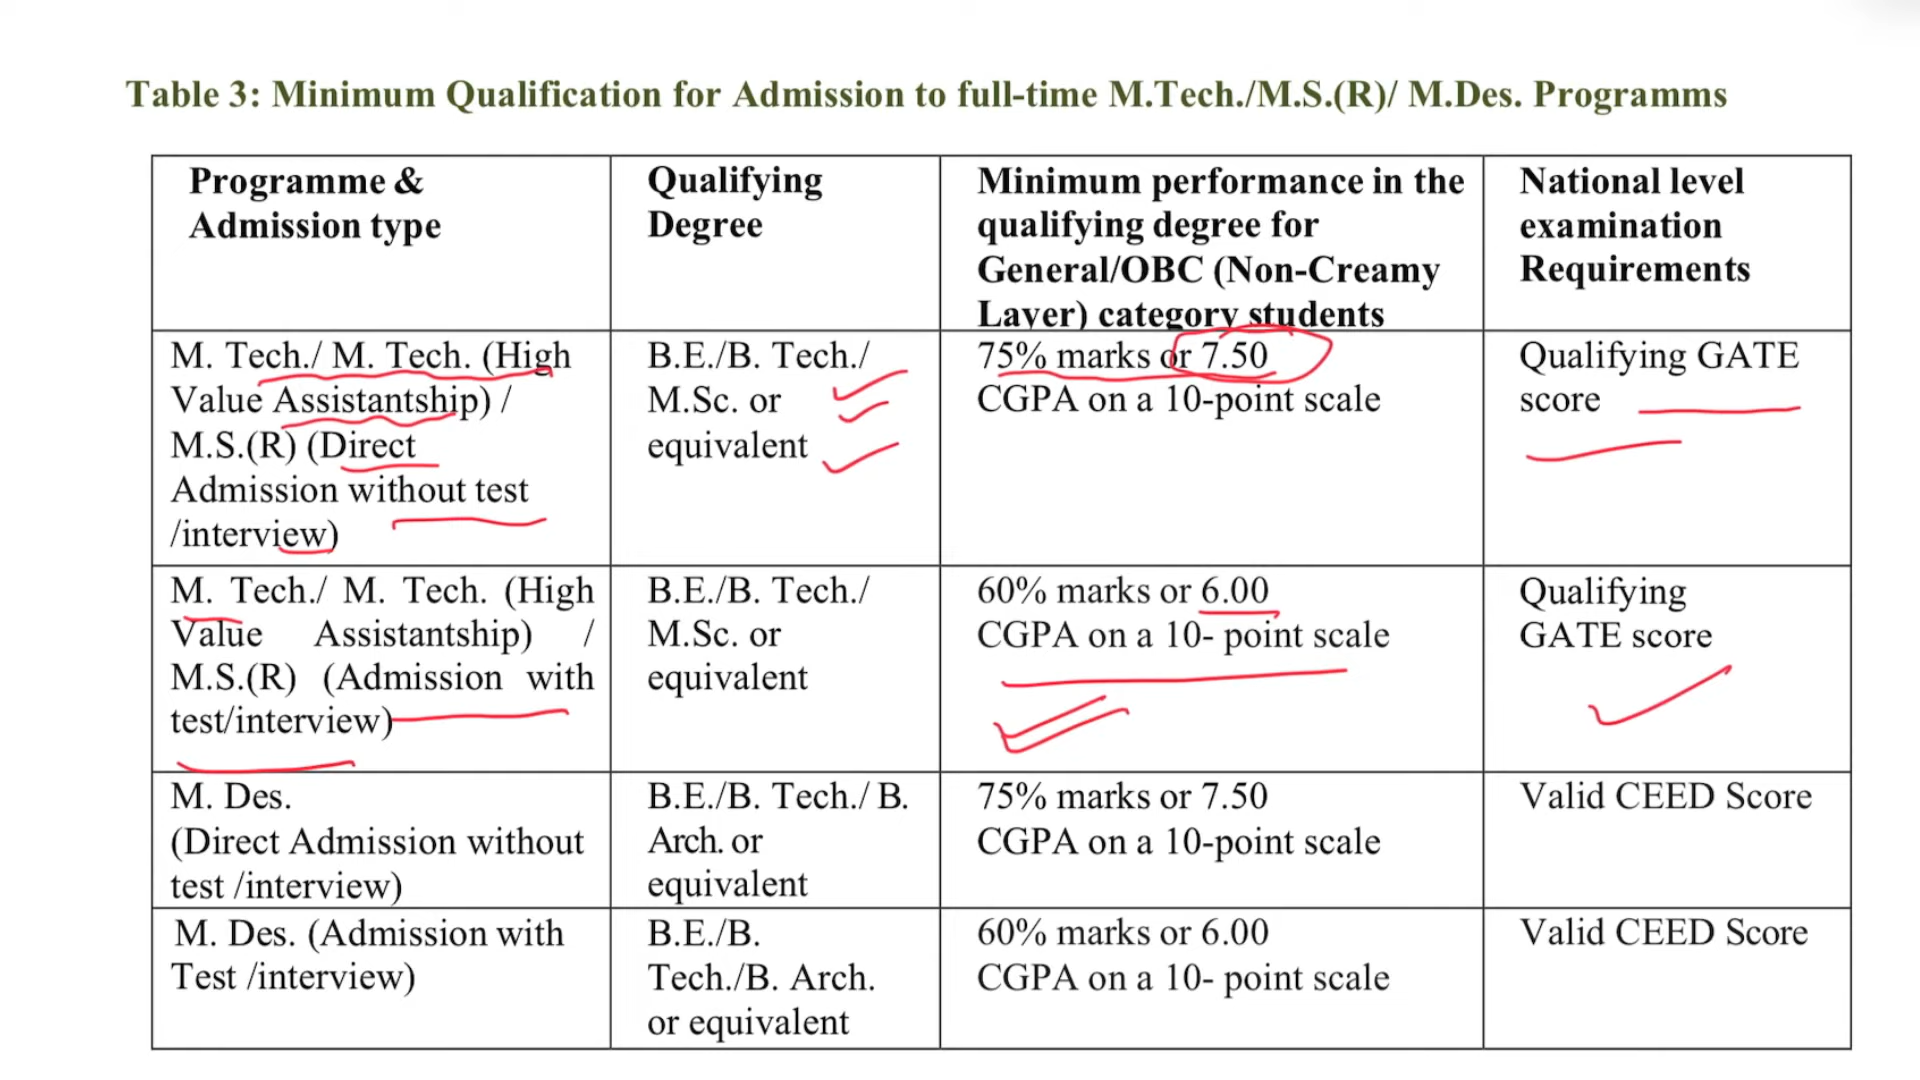 Table 3: Minimum Qualification for Admission to full-time M.Tech./M.S.(R)/ M.Des. Programms
Programme &
Admission type
Qualifying
Degree
Minimum performance in the
qualifying degree for
General/OBC (Non-Creamy
Layer) category students
National level
examination
Requirements
M. Tech./ M. Tech. (High
Value Assistantship) /
M.S.(R) (Direct
Admission without test
/interview)
B.E./B. Tech./
M.Sc. or
equivalent
75% marks or 7.50
CGPA on a 10-point scale
Qualifying GATE
score
M. Tech./ M. Tech. (High
Value Assistantship) /
M.S.(R) (Admission with
test/interview)
B.E./B. Tech./
M.Sc. or
equivalent
60% marks or 6.00
CGPA on a 10- point scale
Qualifying
GATE score
M. Des.
(Direct Admission without
test /interview)
B.E./B. Tech./ B.
Arch. or
equivalent
75% marks or 7.50
CGPA on a 10-point scale
Valid CEED Score
M. Des. (Admission with
Test /interview)
B.E./B.
Tech./B. Arch.
or equivalent
60% marks or 6.00
CGPA on a 10- point scale
Valid CEED Score